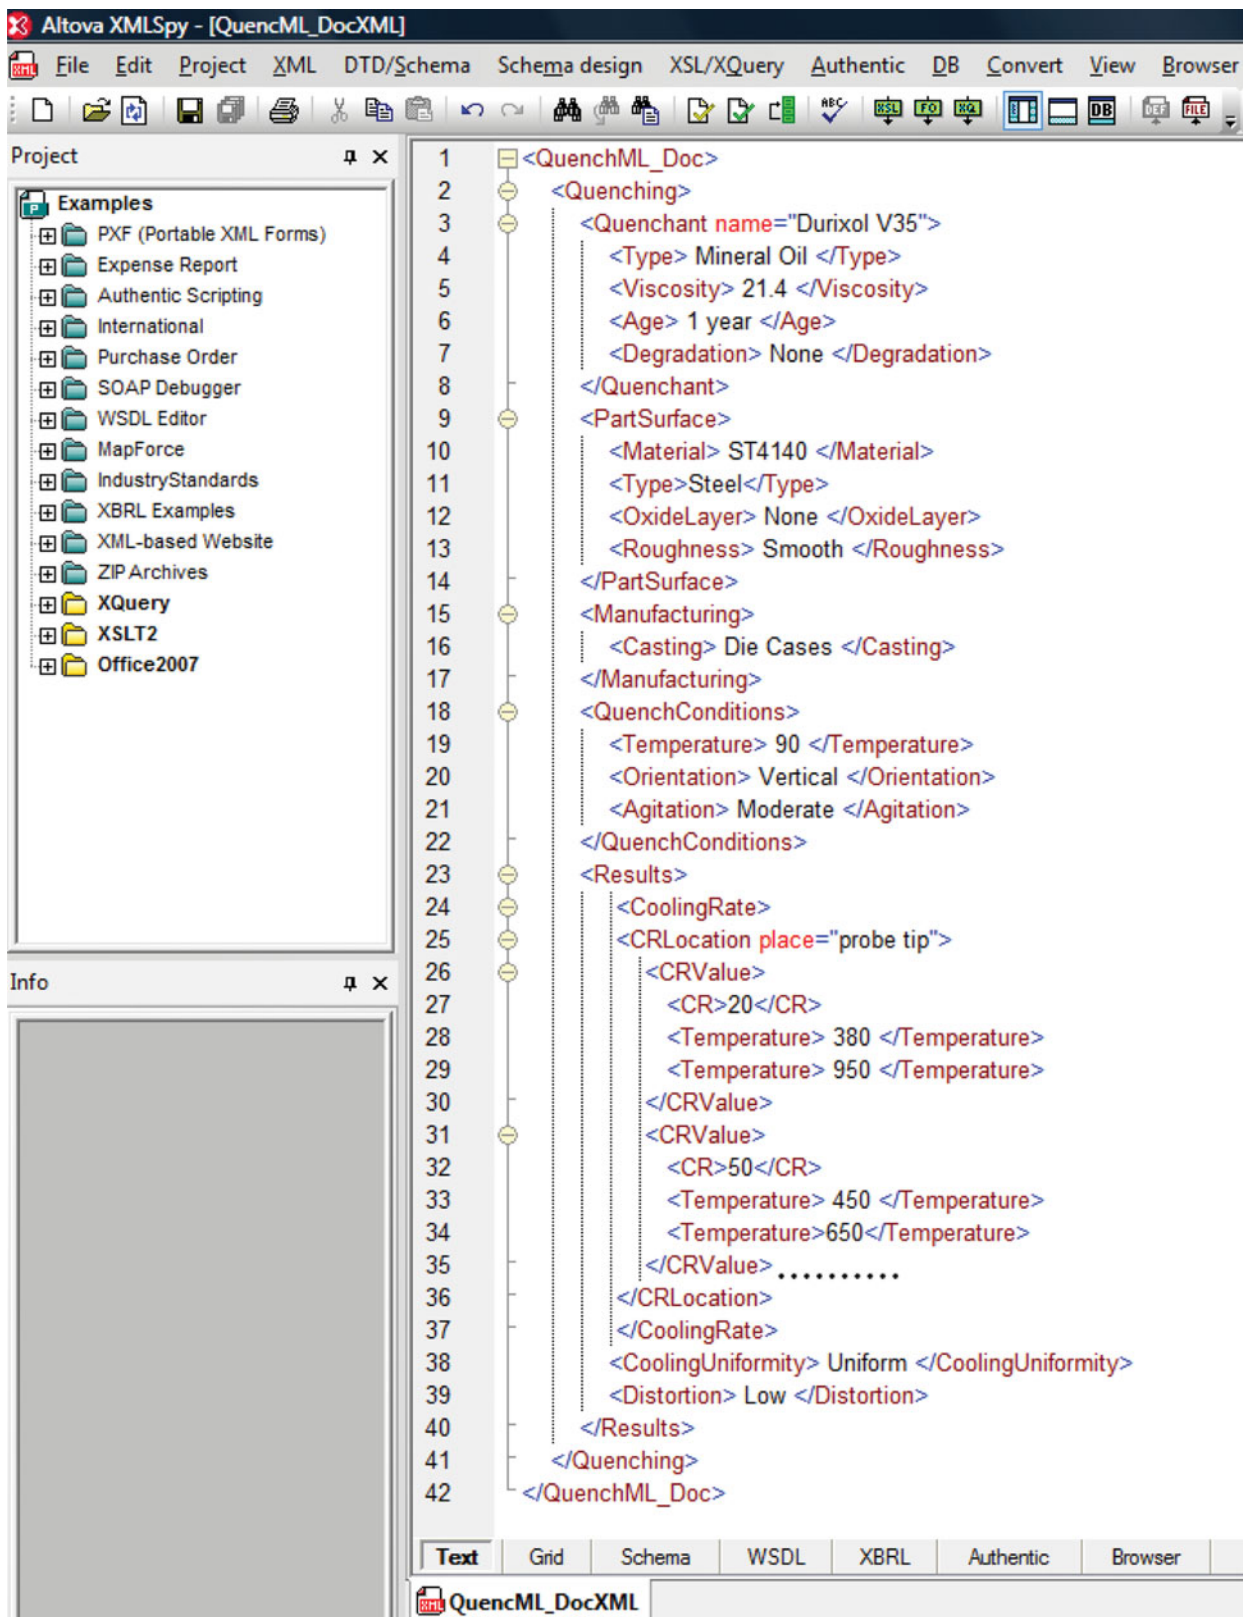 Altova XMLSpy - [QuencML_DocXML]
File Edit Project XML DTD/Schema Schema design XSL/XQuery Authentic DB Convert View Browser
ABC XSL FO XQ DB DEF FILE
Project
Examples
PXF (Portable XML Forms)
Expense Report
Authentic Scripting
International
Purchase Order
SOAP Debugger
WSDL Editor
MapForce
IndustryStandards
XBRL Examples
XML-based Website
ZIP Archives
XQuery
XSLT2
Office2007
Info
1 <QuenchML_Doc>
2 <Quenching>
3 <Quenchant name="Durixol V35">
4 <Type> Mineral Oil </Type>
5 <Viscosity> 21.4 </Viscosity>
6 <Age> 1 year </Age>
7 <Degradation> None </Degradation>
8 </Quenchant>
9 <PartSurface>
10 <Material> ST4140 </Material>
11 <Type>Steel</Type>
12 <OxideLayer> None </OxideLayer>
13 <Roughness> Smooth </Roughness>
14 </PartSurface>
15 <Manufacturing>
16 <Casting> Die Cases </Casting>
17 </Manufacturing>
18 <QuenchConditions>
19 <Temperature> 90 </Temperature>
20 <Orientation> Vertical </Orientation>
21 <Agitation> Moderate </Agitation>
22 </QuenchConditions>
23 <Results>
24 <CoolingRate>
25 <CRLocation place="probe tip">
26 <CRValue>
27 <CR>20</CR>
28 <Temperature> 380 </Temperature>
29 <Temperature> 950 </Temperature>
30 </CRValue>
31 <CRValue>
32 <CR>50</CR>
33 <Temperature> 450 </Temperature>
34 <Temperature>650</Temperature>
35 </CRValue> ..........
36 </CRLocation>
37 </CoolingRate>
38 <CoolingUniformity> Uniform </CoolingUniformity>
39 <Distortion> Low </Distortion>
40 </Results>
41 </Quenching>
42 </QuenchML_Doc>
Text Grid Schema WSDL XBRL Authentic Browser
XML QuencML_DocXML